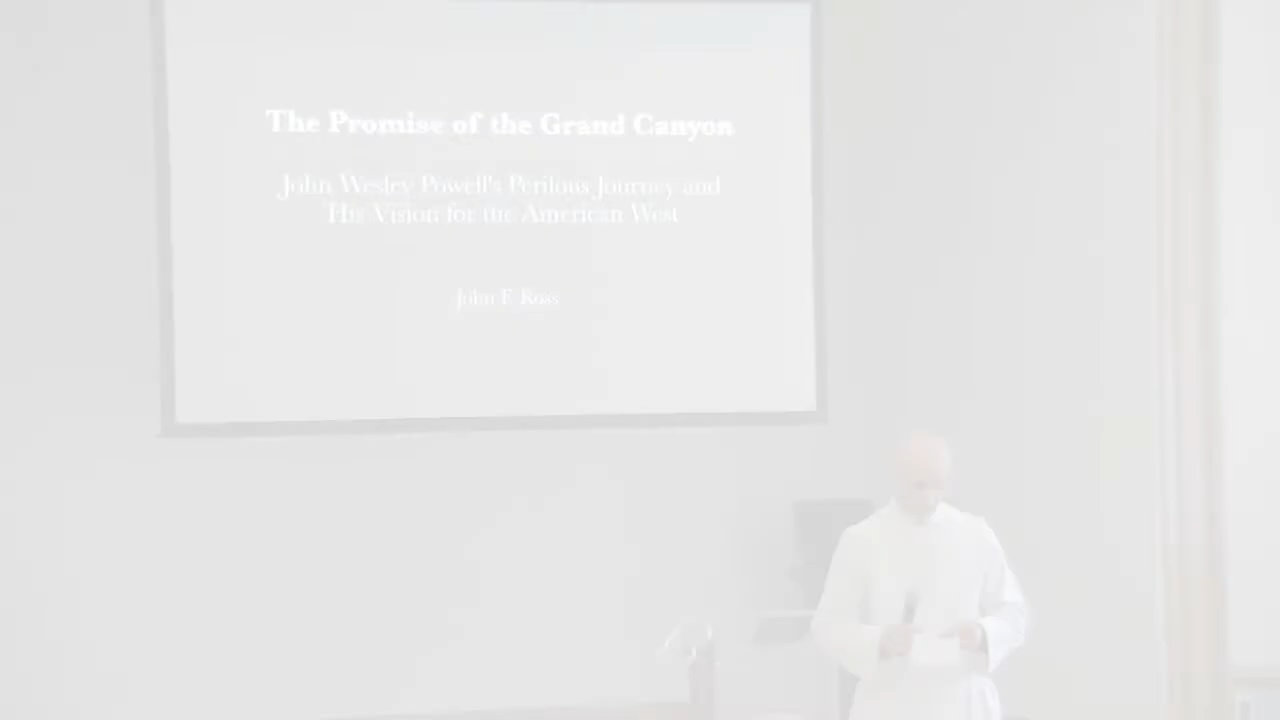 The Promise of the Grand Canyon
John Wesley Powell's Perilous Journey and
His Vision for the American West
John F. Ross